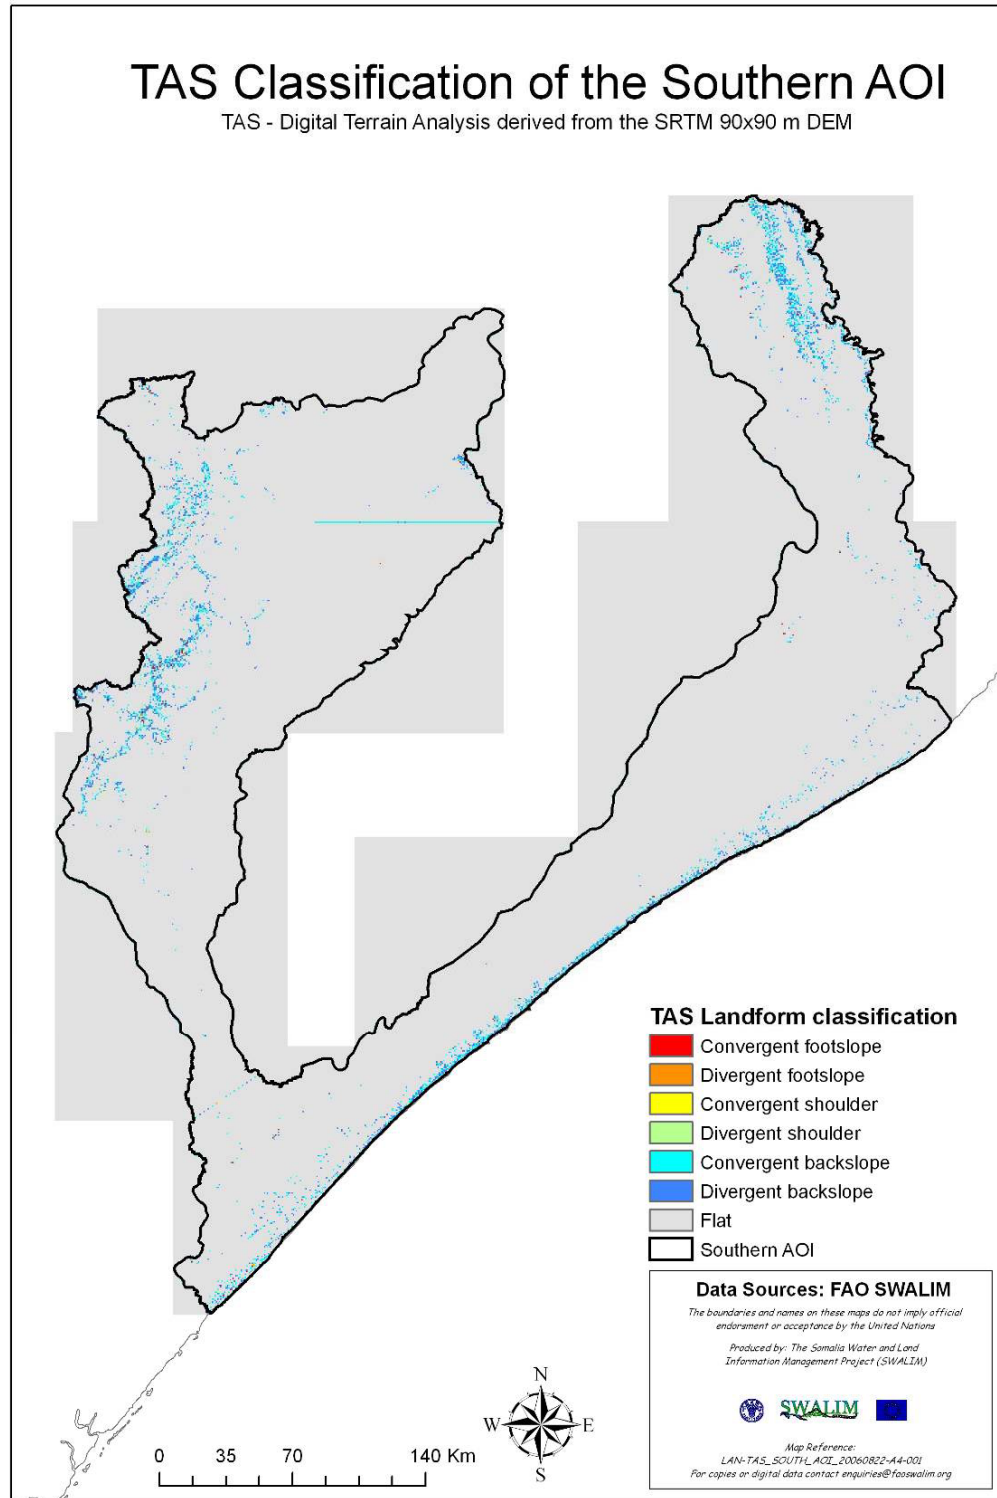 TAS Classification of the Southern AOI
TAS - Digital Terrain Analysis derived from the SRTM 90x90 m DEM
TAS Landform classification
Convergent footslope
Divergent footslope
Convergent shoulder
Divergent shoulder
Convergent backslope
Divergent backslope
Flat
Southern AOI
Data Sources: FAO SWALIM
The boundaries and names on these maps do not imply official
endorsment or acceptance by the United Nations
Produced by: The Somalia Water and Land
Information Management Project (SWALIM)
SWALIM
Map Reference:
LAN-TAS_SOUTH_AOI_20060822-A4-001
For copies or digital data contact enquiries@faoswalim.org
N
W E
S
0 35 70 140 Km